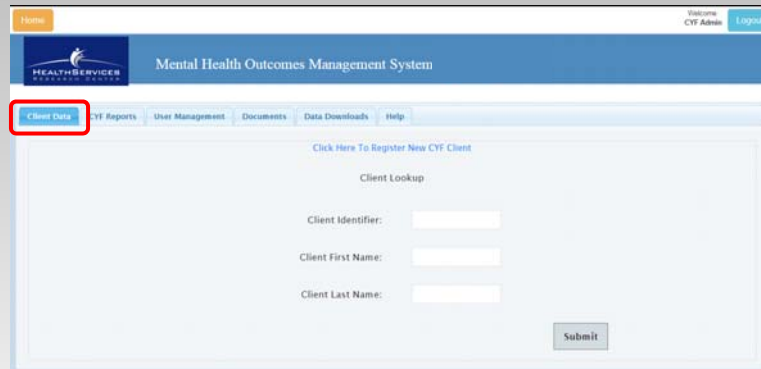 Home
Welcome
CYF Admin
Logout
HEALTHSERVICES
RESEARCH CENTER
Mental Health Outcomes Management System
Client Data
CYF Reports
User Management
Documents
Data Downloads
Help
Click Here To Register New CYF Client
Client Lookup
Client Identifier:
Client First Name:
Client Last Name:
Submit